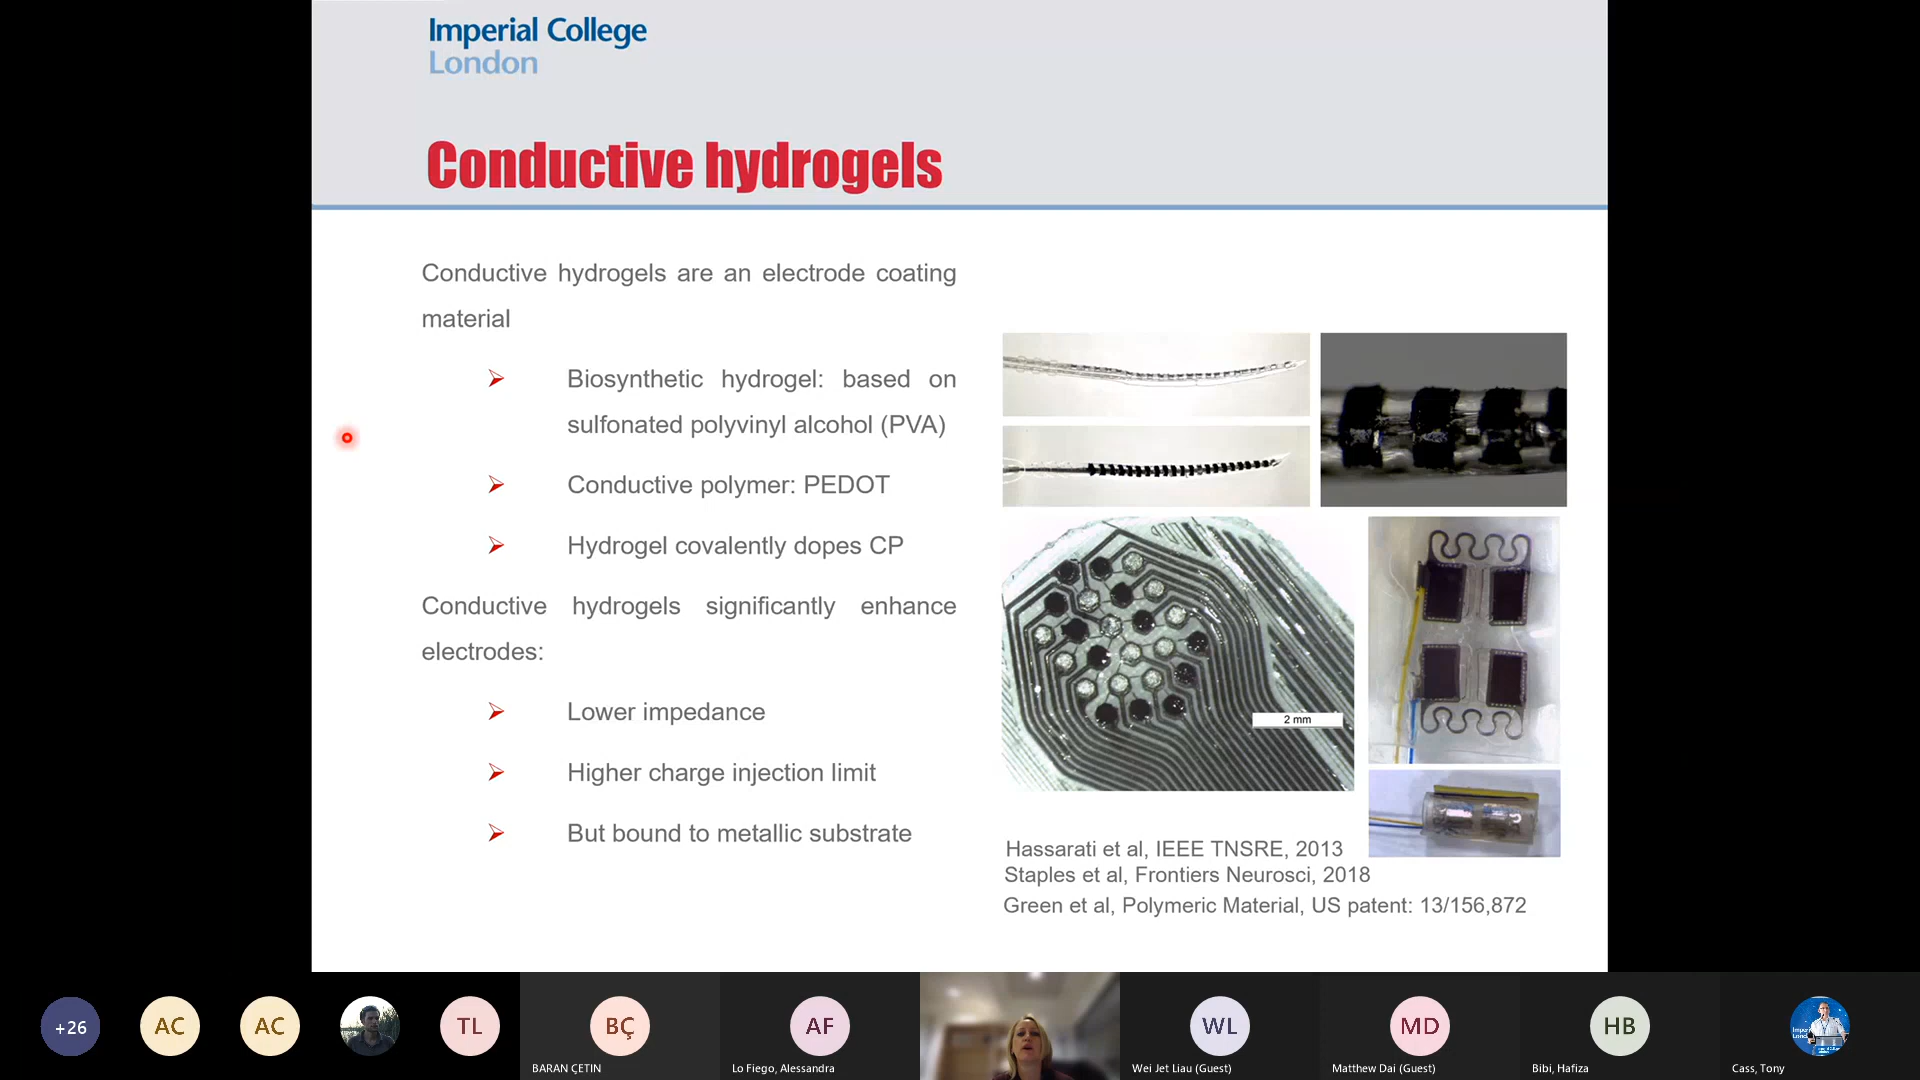 Imperial College
London
Conductive hydrogels
Conductive hydrogels are an electrode coating
material
Biosynthetic hydrogel: based on
sulfonated polyvinyl alcohol (PVA)
Conductive polymer: PEDOT
Hydrogel covalently dopes CP
Conductive hydrogels significantly enhance
electrodes:
Lower impedance
Higher charge injection limit
But bound to metallic substrate
2 mm
Hassarati et al, IEEE TNSRE, 2013
Staples et al, Frontiers Neurosci, 2018
Green et al, Polymeric Material, US patent: 13/156,872
+26
AC
AC
TL
BÇ
BARAN ÇETIN
AF
Lo Fiego, Alessandra
WL
Wei Jet Liau (Guest)
MD
Matthew Dai (Guest)
HB
Bibi, Hafiza
Cass, Tony